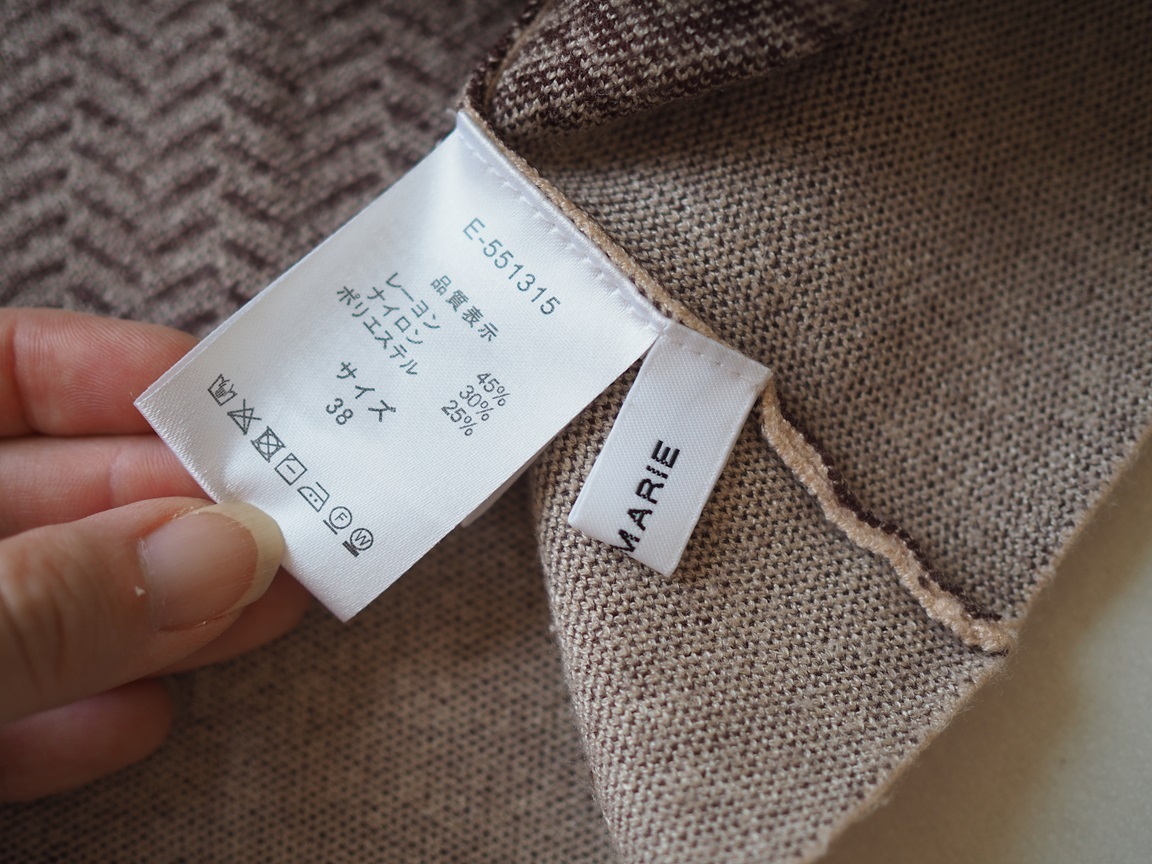 E-551315
品質表示
レーヨン 45%
ナイロン 30%
ポリエステル 25%
サイズ
38
F
W
MARIE